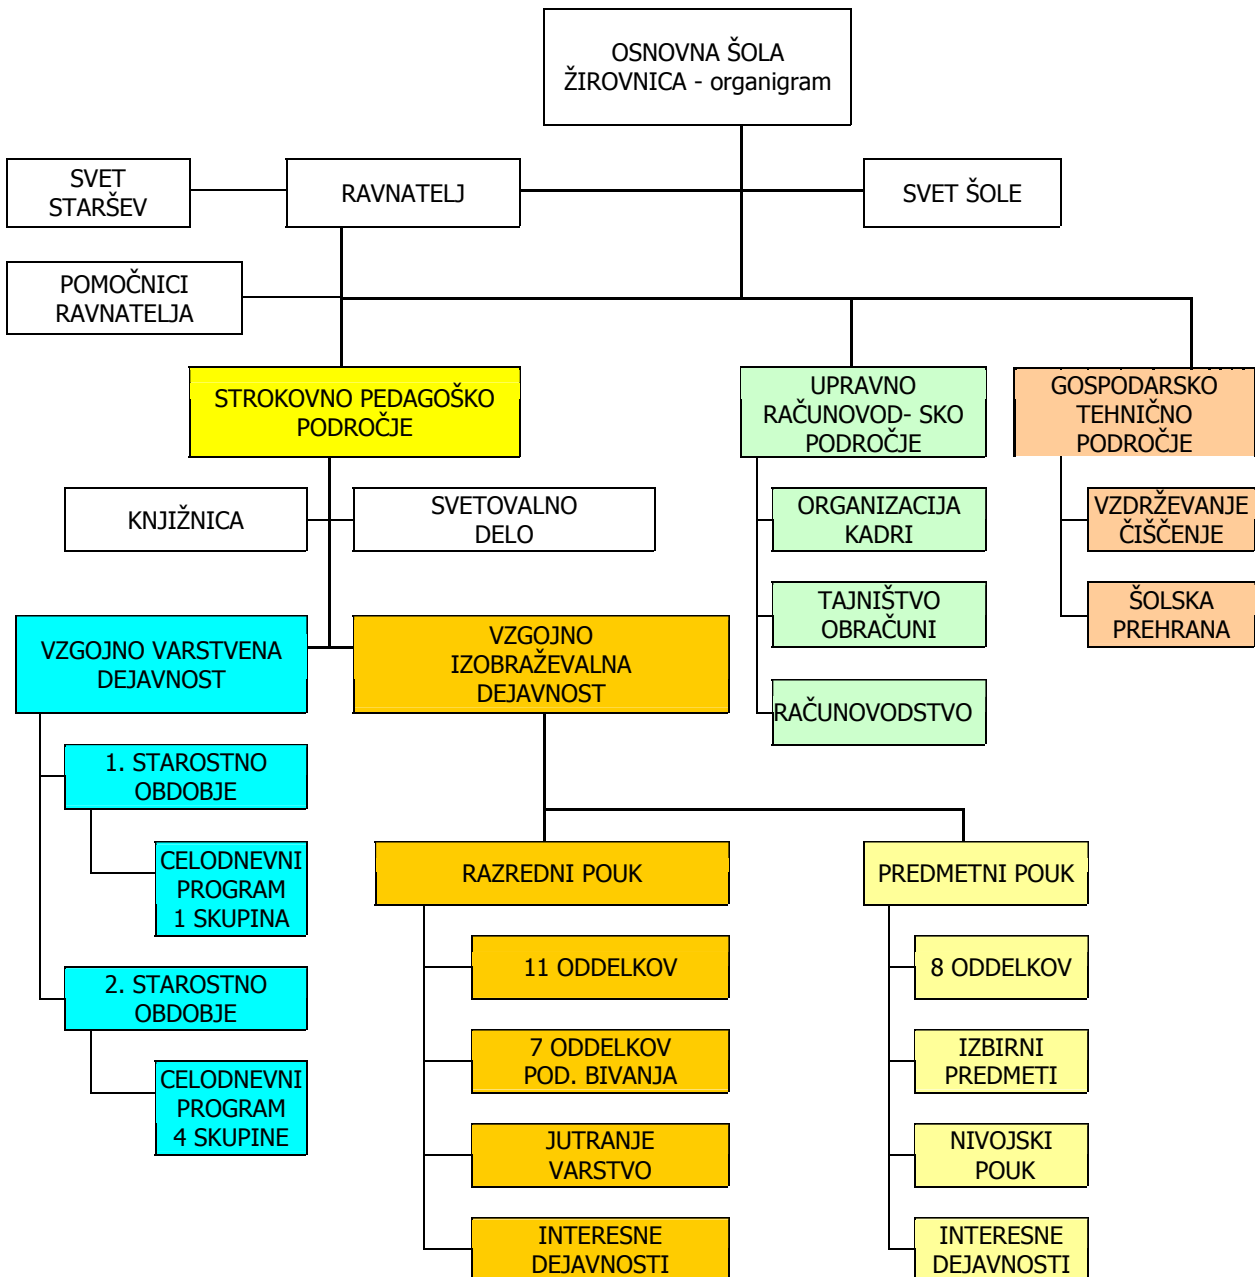 OSNOVNA ŠOLA
ŽIROVNICA - organigram
SVET
STARŠEV
RAVNATELJ
SVET ŠOLE
POMOČNICI
RAVNATELJA
STROKOVNO PEDAGOŠKO
PODROČJE
UPRAVNO
RAČUNOVOD- SKO
PODROČJE
GOSPODARSKO
TEHNIČNO
PODROČJE
KNJIŽNICA
SVETOVALNO
DELO
ORGANIZACIJA
KADRI
VZDRŽEVANJE
ČIŠČENJE
TAJNIŠTVO
OBRAČUNI
ŠOLSKA
PREHRANA
VZGOJNO VARSTVENA
DEJAVNOST
VZGOJNO
IZOBRAŽEVALNA
DEJAVNOST
RAČUNOVODSTVO
1. STAROSTNO
OBDOBJE
CELODNEVNI
PROGRAM
1 SKUPINA
2. STAROSTNO
OBDOBJE
CELODNEVNI
PROGRAM
4 SKUPINE
RAZREDNI POUK
11 ODDELKOV
7 ODDELKOV
POD. BIVANJA
JUTRANJE
VARSTVO
INTERESNE
DEJAVNOSTI
PREDMETNI POUK
8 ODDELKOV
IZBIRNI
PREDMETI
NIVOJSKI
POUK
INTERESNE
DEJAVNOSTI